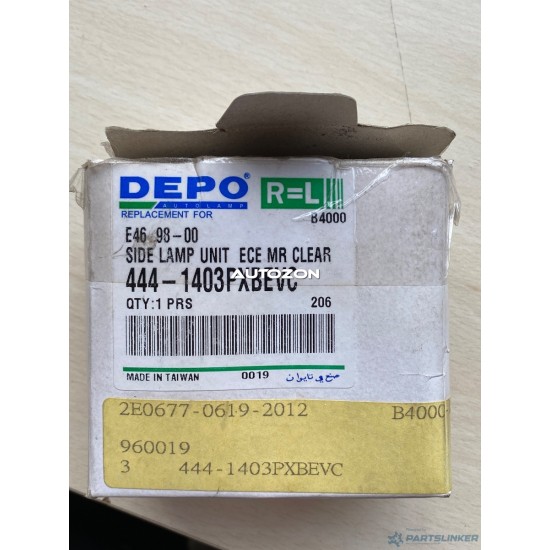 DEPO
AUTOLAMP
R=L
REPLACEMENT FOR
B4000
E46 98-00
SIDE LAMP UNIT ECE MR CLEAR
AUTOZON
444-1403PXBEVC
QTY:1 PRS 206
MADE IN TAIWAN 0019 صنع في تايوان
2E0677-0619-2012 B4000
960019
3 444-1403PXBEVC
PARTSLINKER